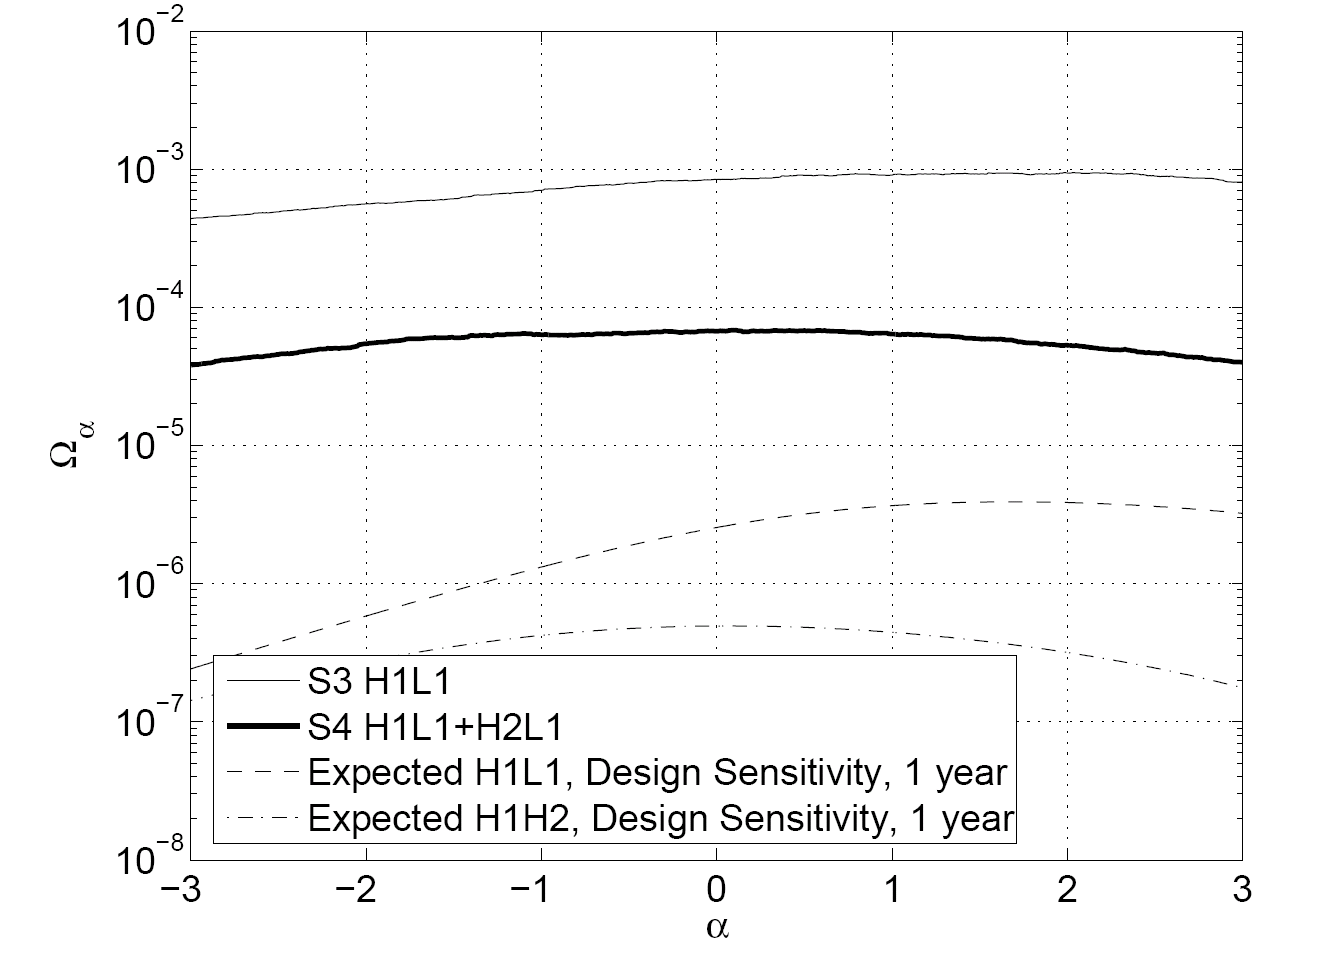 10−2
10−3
10−4
10−5
10−6
10−7
10−8
Ωα
S3 H1L1
S4 H1L1+H2L1
Expected H1L1, Design Sensitivity, 1 year
Expected H1H2, Design Sensitivity, 1 year
−3 −2 −1 0 1 2 3
α